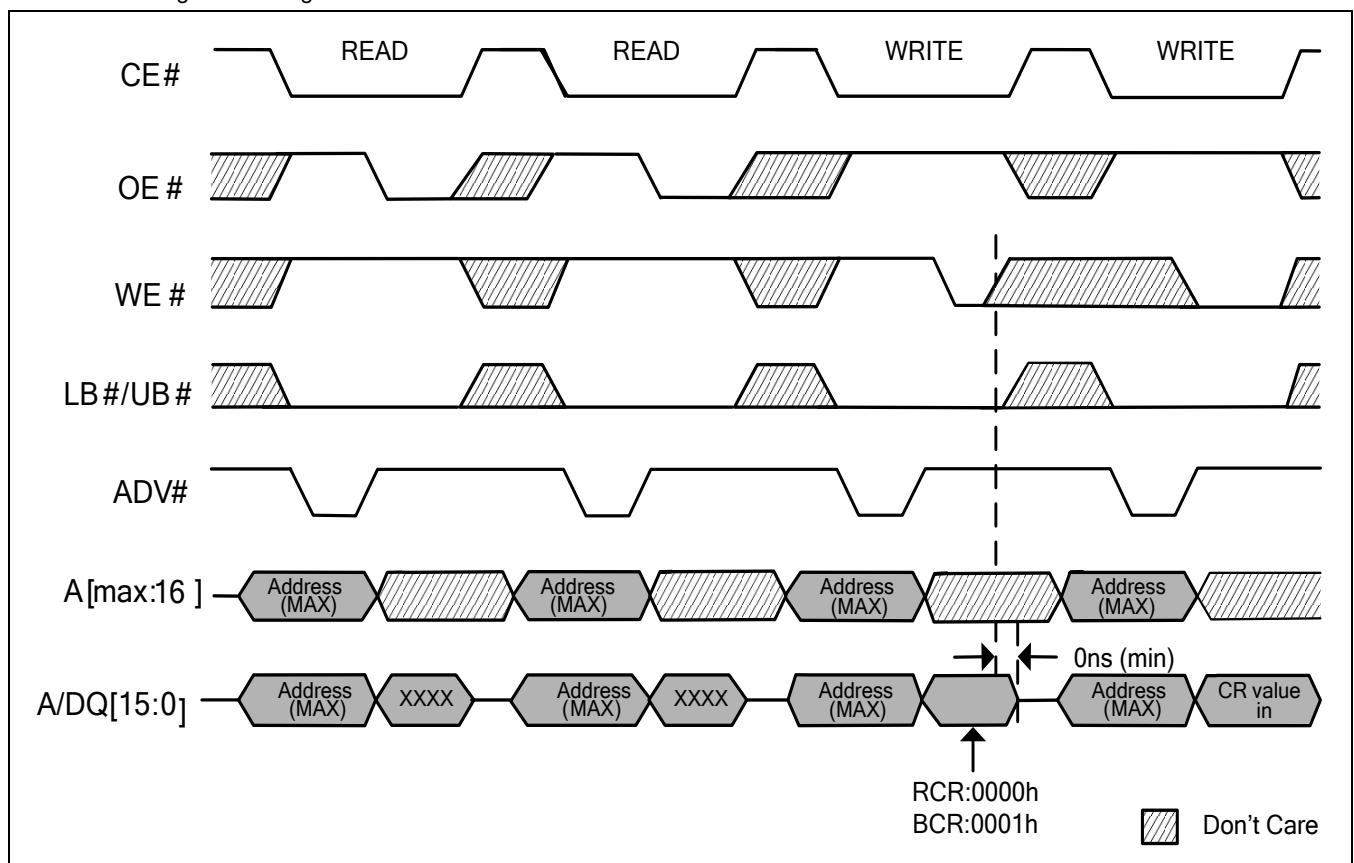 CE# READ READ WRITE WRITE
OE #
WE #
LB #/UB #
ADV#
A[max:16 ] Address (MAX) Address (MAX) Address (MAX) Address (MAX)
0ns (min)
A/DQ[15:0] Address (MAX) XXXX Address (MAX) XXXX Address (MAX) Address (MAX) CR value in
RCR:0000h
BCR:0001h
Don't Care